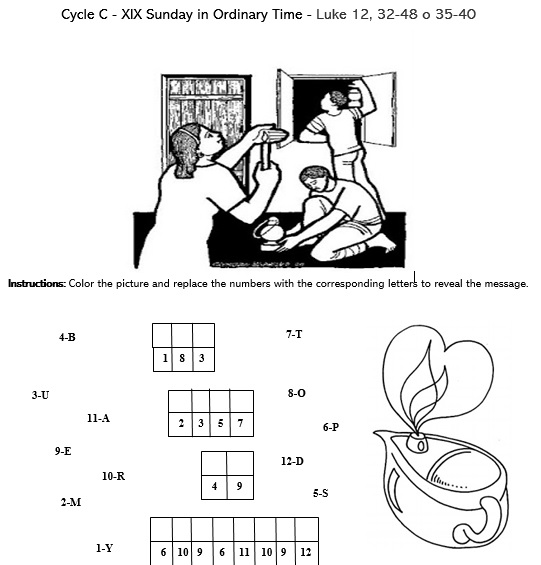 Cycle C - XIX Sunday in Ordinary Time - Luke 12, 32-48 o 35-40
Instructions: Color the picture and replace the numbers with the corresponding letters to reveal the message.
4-B
1 8 3
7-T
3-U
8-O
11-A
2 3 5 7
6-P
9-E
12-D
10-R
4 9
5-S
2-M
1-Y
6 10 9 6 11 10 9 12